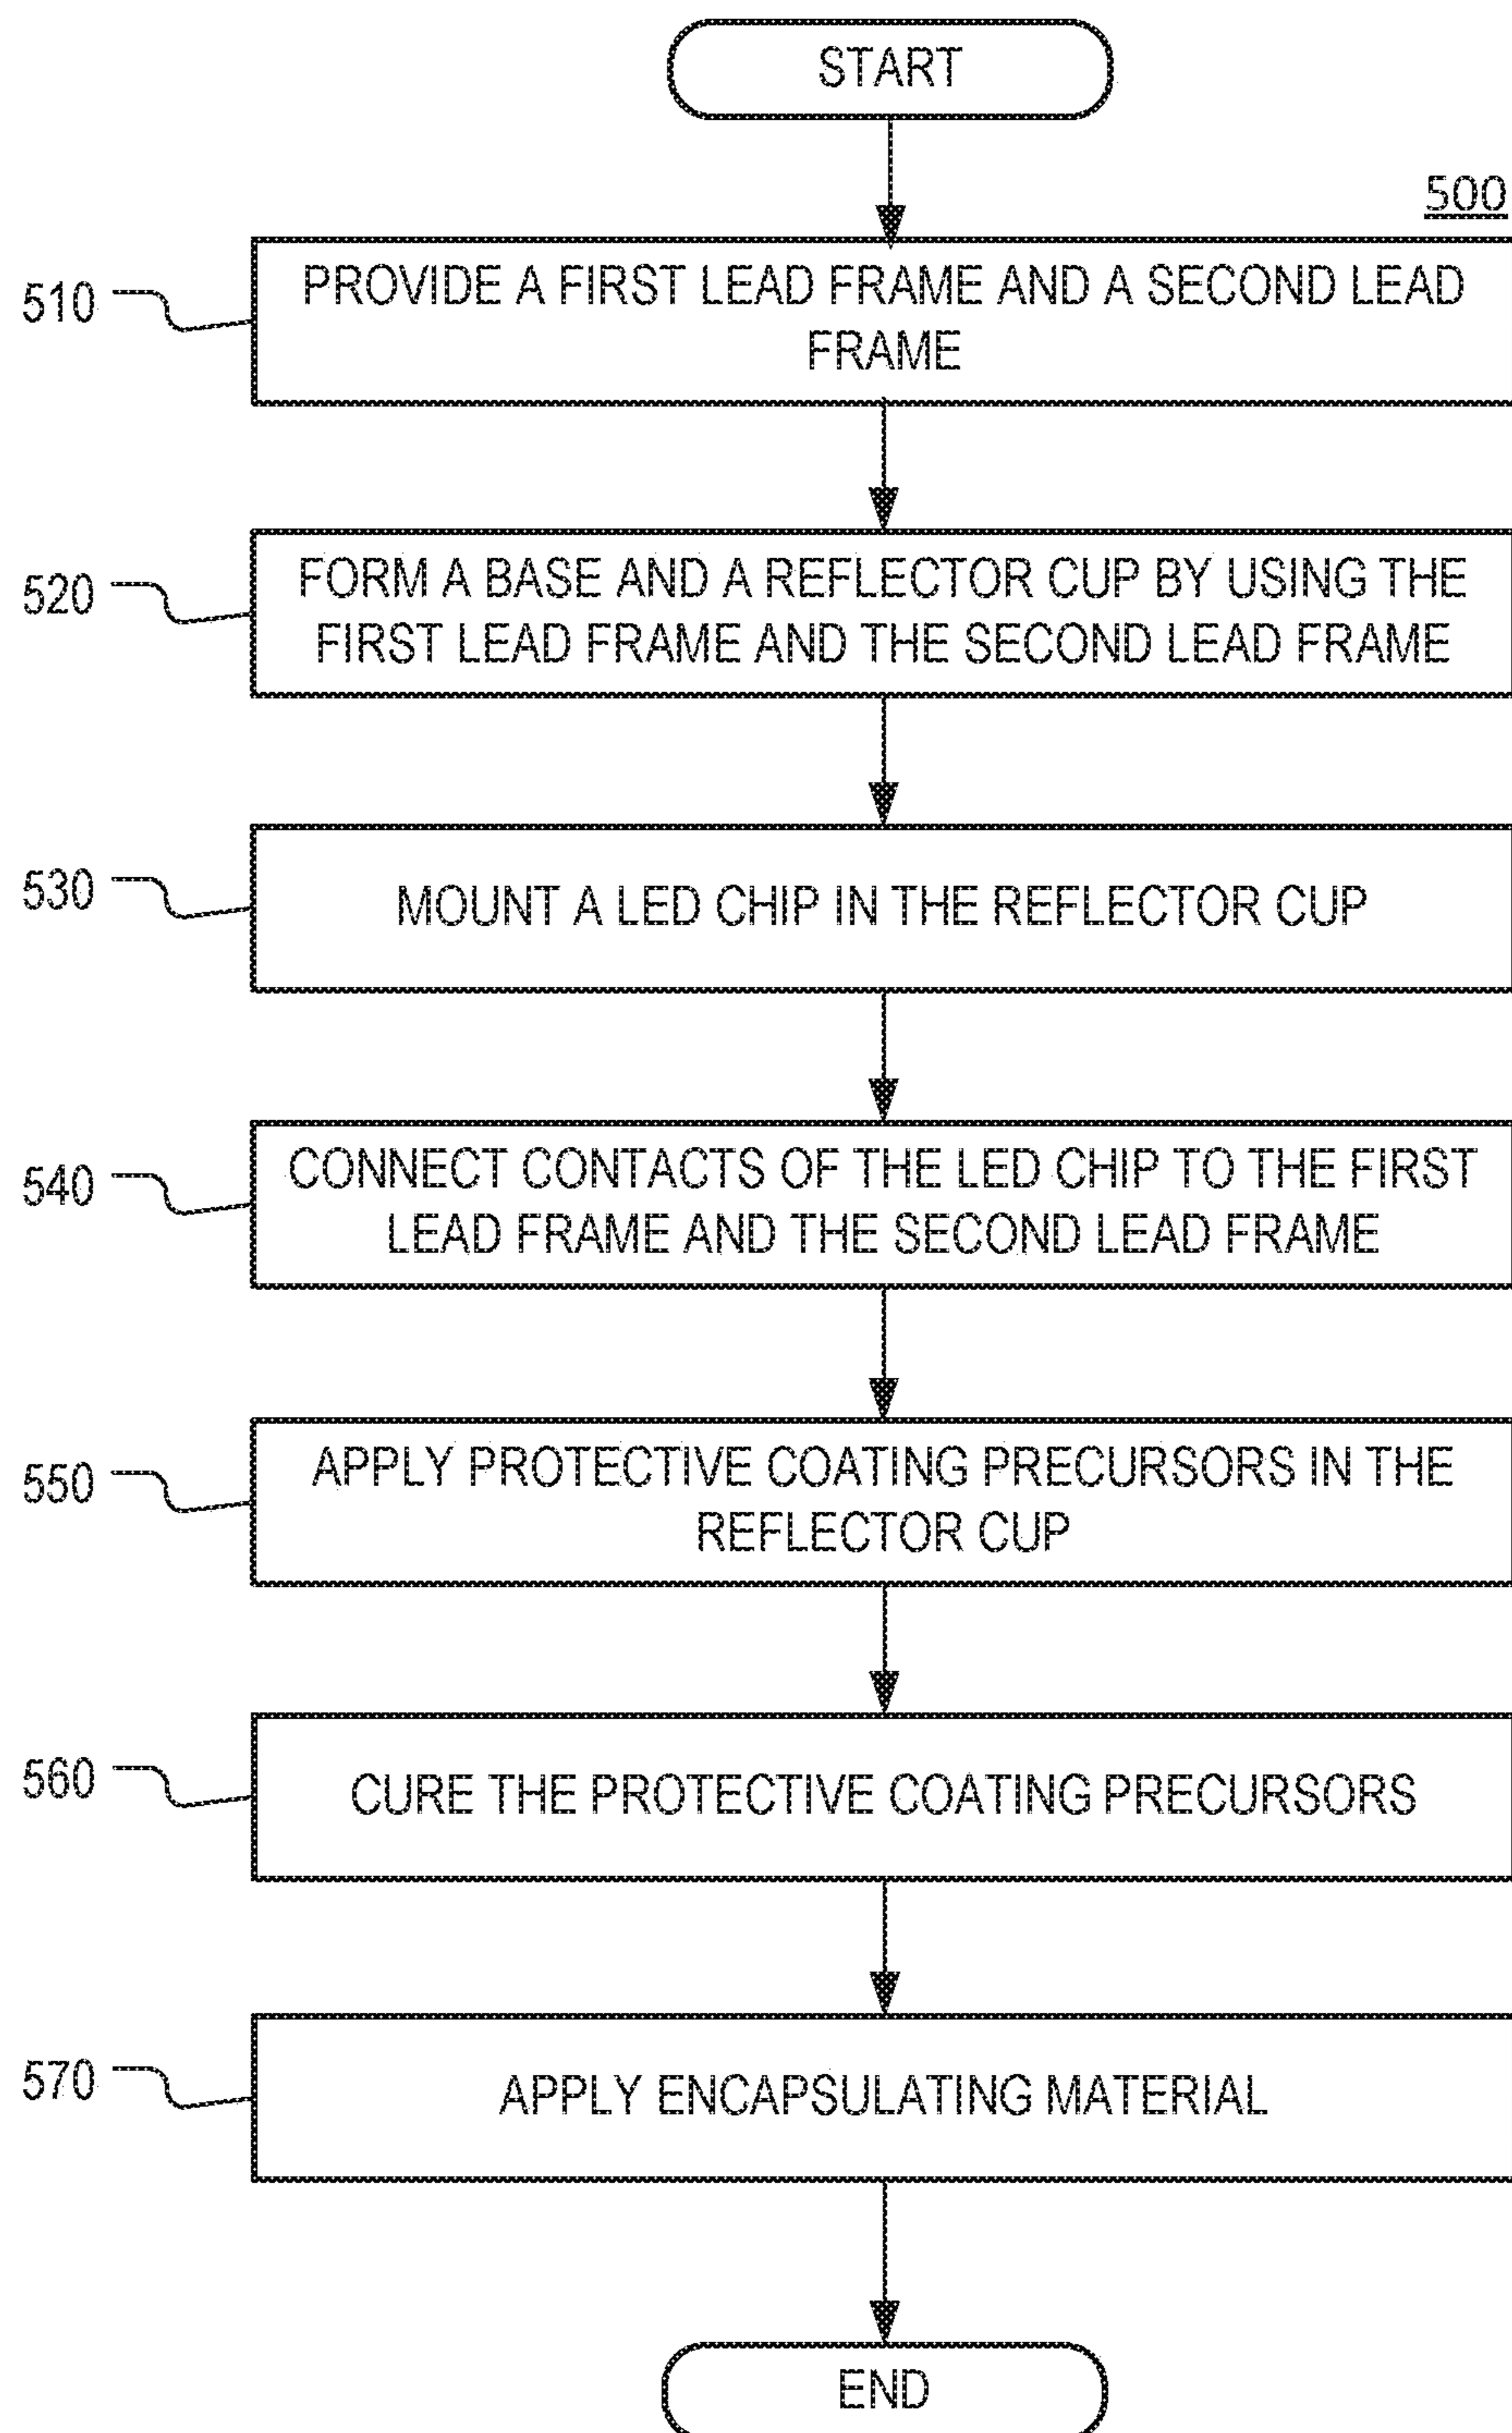 START
500
510
PROVIDE A FIRST LEAD FRAME AND A SECOND LEAD
FRAME
520
FORM A BASE AND A REFLECTOR CUP BY USING THE
FIRST LEAD FRAME AND THE SECOND LEAD FRAME
530
MOUNT A LED CHIP IN THE REFLECTOR CUP
540
CONNECT CONTACTS OF THE LED CHIP TO THE FIRST
LEAD FRAME AND THE SECOND LEAD FRAME
550
APPLY PROTECTIVE COATING PRECURSORS IN THE
REFLECTOR CUP
560
CURE THE PROTECTIVE COATING PRECURSORS
570
APPLY ENCAPSULATING MATERIAL
END